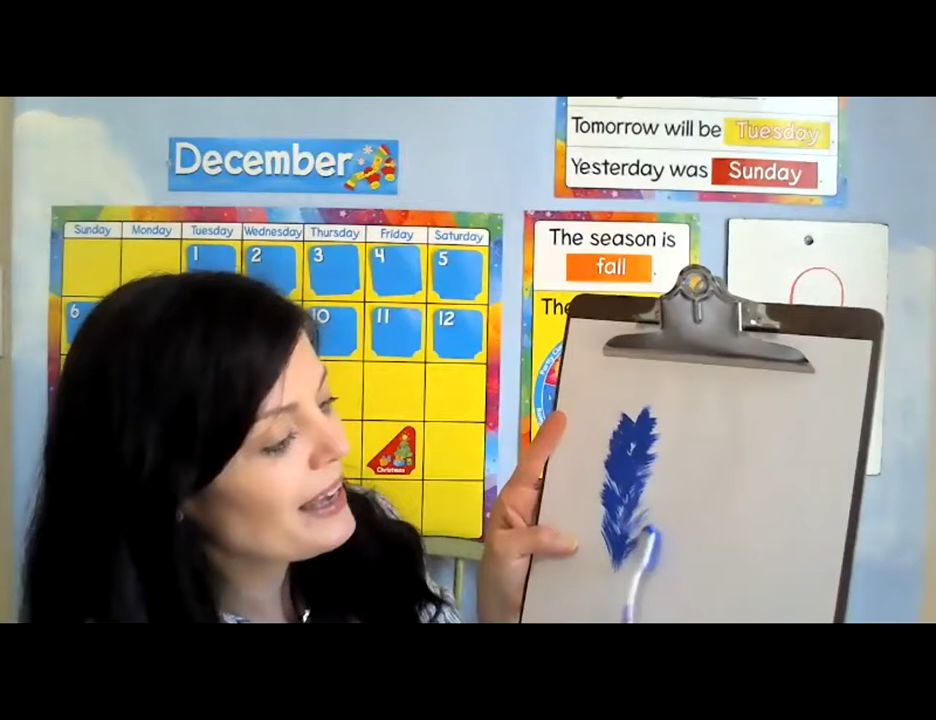 Tomorrow will be Tuesday
Yesterday was Sunday
December
Sunday Monday Tuesday Wednesday Thursday Friday Saturday
1 2 3 4 5
6 10 11 12
Christmas
The season is
fall.
The